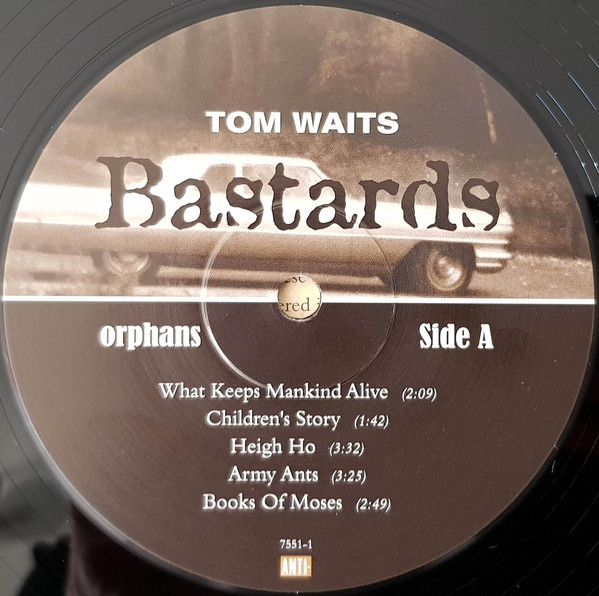 TOM WAITS
Bastards
ered
orphans Side A
What Keeps Mankind Alive (2:09)
Children's Story (1:42)
Heigh Ho (3:32)
Army Ants (3:25)
Books Of Moses (2:49)
7551-1
ANTI-